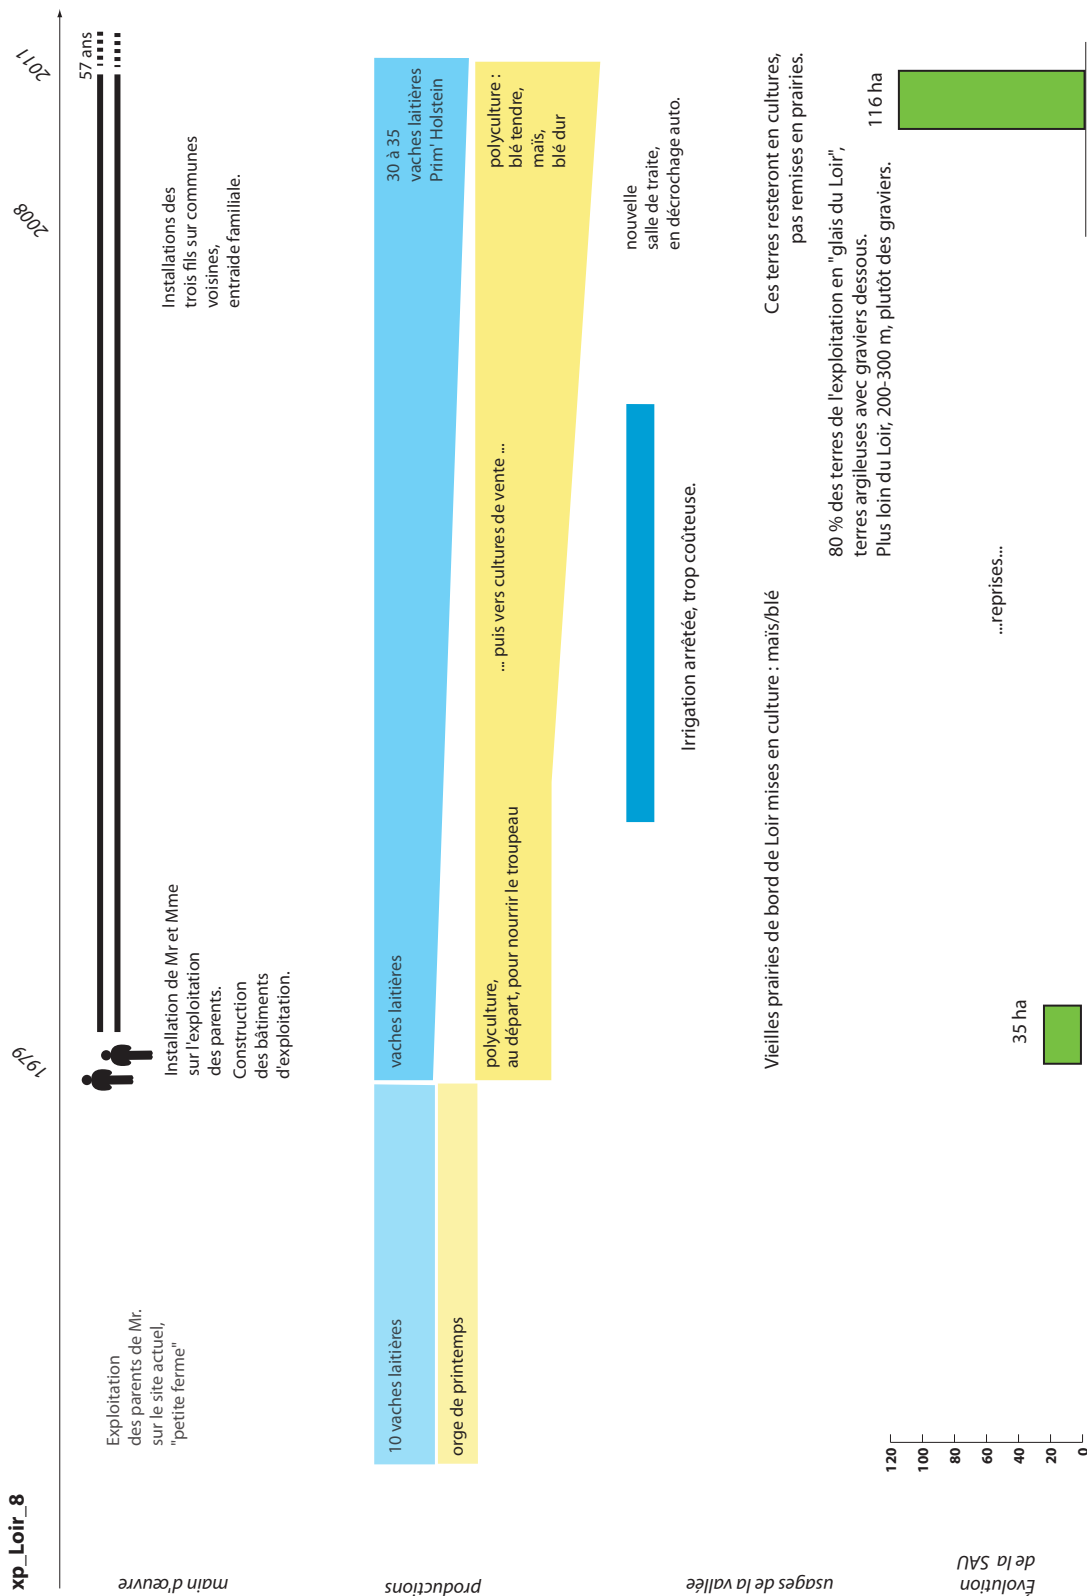 xp_Loir_8
1979
2008
2011
main d'œuvre
Exploitation
des parents de Mr.
sur le site actuel,
"petite ferme"
Installation de Mr et Mme
sur l'exploitation
des parents.
Construction
des bâtiments
d'exploitation.
Installations des
trois fils sur communes
voisines,
entraide familiale.
57 ans
productions
10 vaches laitières
orge de printemps
vaches laitières
30 à 35
vaches laitières
Prim' Holstein
polyculture,
au départ, pour nourrir le troupeau
... puis vers cultures de vente ...
polyculture :
blé tendre,
maïs,
blé dur
Irrigation arrêtée, trop coûteuse.
nouvelle
salle de traite,
en décrochage auto.
usages de la vallée
Vieilles prairies de bord de Loir mises en culture : maïs/blé
Ces terres resteront en cultures,
pas remises en prairies.
80 % des terres de l'exploitation en "glais du Loir",
terres argileuses avec graviers dessous.
Plus loin du Loir, 200-300 m, plutôt des graviers.
Évolution
de la SAU
120
100
80
60
40
20
0
35 ha
...reprises...
116 ha